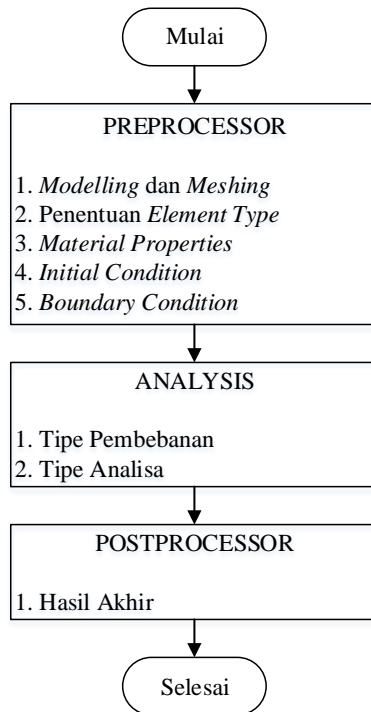 Mulai
PREPROCESSOR
1. Modelling dan Meshing
2. Penentuan Element Type
3. Material Properties
4. Initial Condition
5. Boundary Condition
ANALYSIS
1. Tipe Pembebanan
2. Tipe Analisa
POSTPROCESSOR
1. Hasil Akhir
Selesai